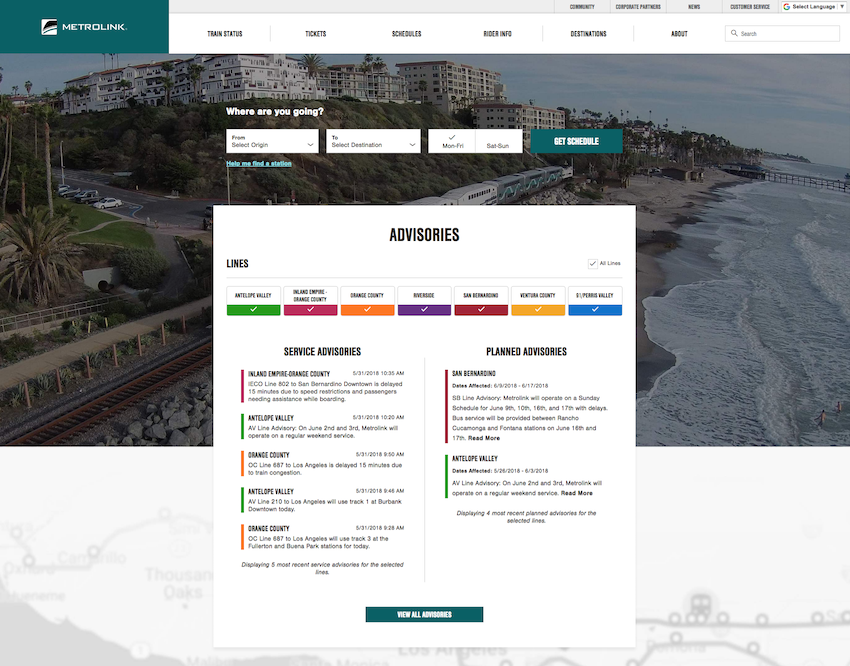 COMMUNITY
CORPORATE PARTNERS
NEWS
CUSTOMER SERVICE
Select Language
METROLINK
TRAIN STATUS
TICKETS
SCHEDULES
RIDER INFO
DESTINATIONS
ABOUT
Search
Where are you going?
From
Select Origin
To
Select Destination
Mon-Fri
Sat-Sun
GET SCHEDULE
Help me find a station
ADVISORIES
LINES
All Lines
ANTELOPE VALLEY
INLAND EMPIRE -
ORANGE COUNTY
ORANGE COUNTY
RIVERSIDE
SAN BERNARDINO
VENTURA COUNTY
91/PERRIS VALLEY
SERVICE ADVISORIES
INLAND EMPIRE-ORANGE COUNTY 5/31/2018 10:35 AM
IEOC Line 802 to San Bernardino Downtown is delayed
15 minutes due to speed restrictions and passengers
needing assistance while boarding.
ANTELOPE VALLEY 5/31/2018 10:20 AM
AV Line Advisory: On June 2nd and 3rd, Metrolink will
operate on a regular weekend service.
ORANGE COUNTY 5/31/2018 9:50 AM
OC Line 687 to Los Angeles is delayed 15 minutes due
to train congestion.
ANTELOPE VALLEY 5/31/2018 9:46 AM
AV Line 210 to Los Angeles will use track 1 at Burbank
Downtown today.
ORANGE COUNTY 5/31/2018 9:28 AM
OC Line 687 to Los Angeles will use track 3 at the
Fullerton and Buena Park stations for today.
Displaying 5 most recent service advisories for the selected
lines.
PLANNED ADVISORIES
SAN BERNARDINO
Dates Affected: 6/9/2018 - 6/17/2018
SB Line Advisory: Metrolink will operate on a Sunday
Schedule for June 9th, 10th, 16th, and 17th with delays.
Bus service will be provided between Rancho
Cucamonga and Fontana stations on June 16th and
17th. Read More
ANTELOPE VALLEY
Dates Affected: 5/26/2018 - 6/3/2018
AV Line Advisory: On June 2nd and 3rd, Metrolink will
operate on a regular weekend service. Read More
Displaying 4 most recent planned advisories for the
selected lines.
VIEW ALL ADVISORIES
Camarillo
Thousand
Oaks
Los Angeles
Pomona